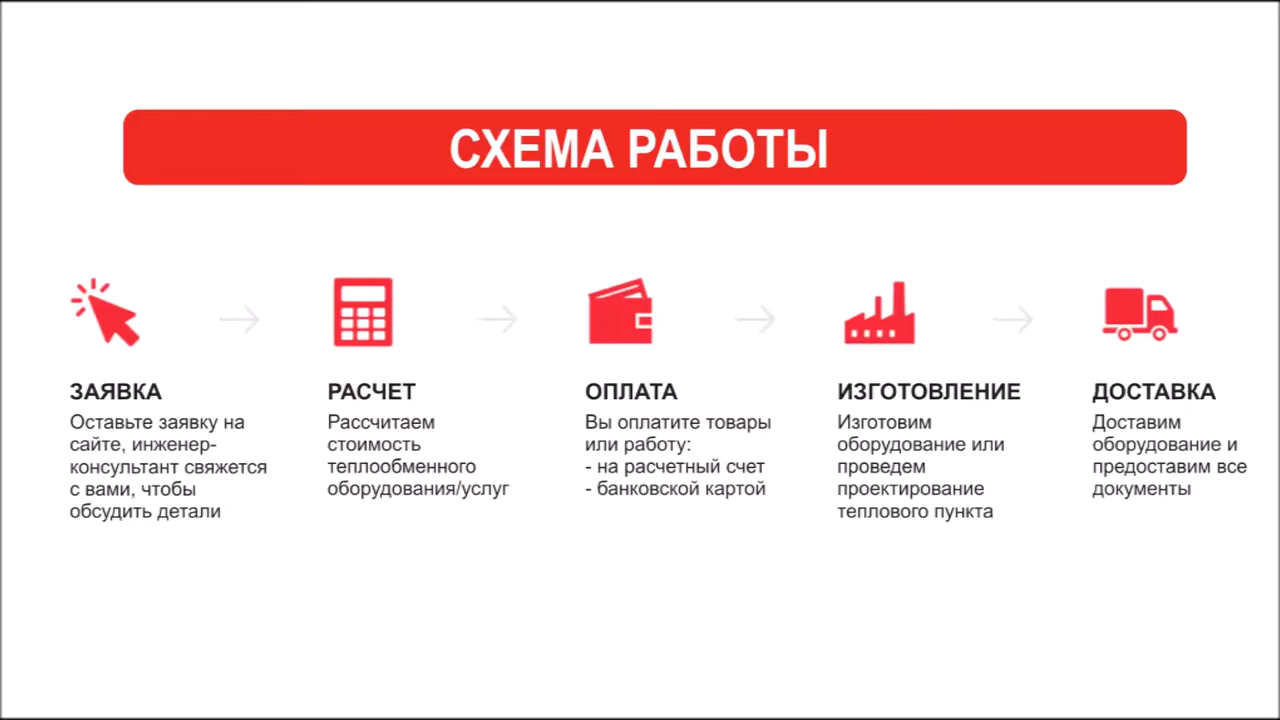 СХЕМА РАБОТЫ
ЗАЯВКА
Оставьте заявку на
сайте, инженер-
консультант свяжется
с вами, чтобы
обсудить детали
РАСЧЕТ
Рассчитаем
стоимость
теплообменного
оборудования/услуг
ОПЛАТА
Вы оплатите товары
или работу:
- на расчетный счет
- банковской картой
ИЗГОТОВЛЕНИЕ
Изготовим
оборудование или
проведем
проектирование
теплового пункта
ДОСТАВКА
Доставим
оборудование и
предоставим все
документы